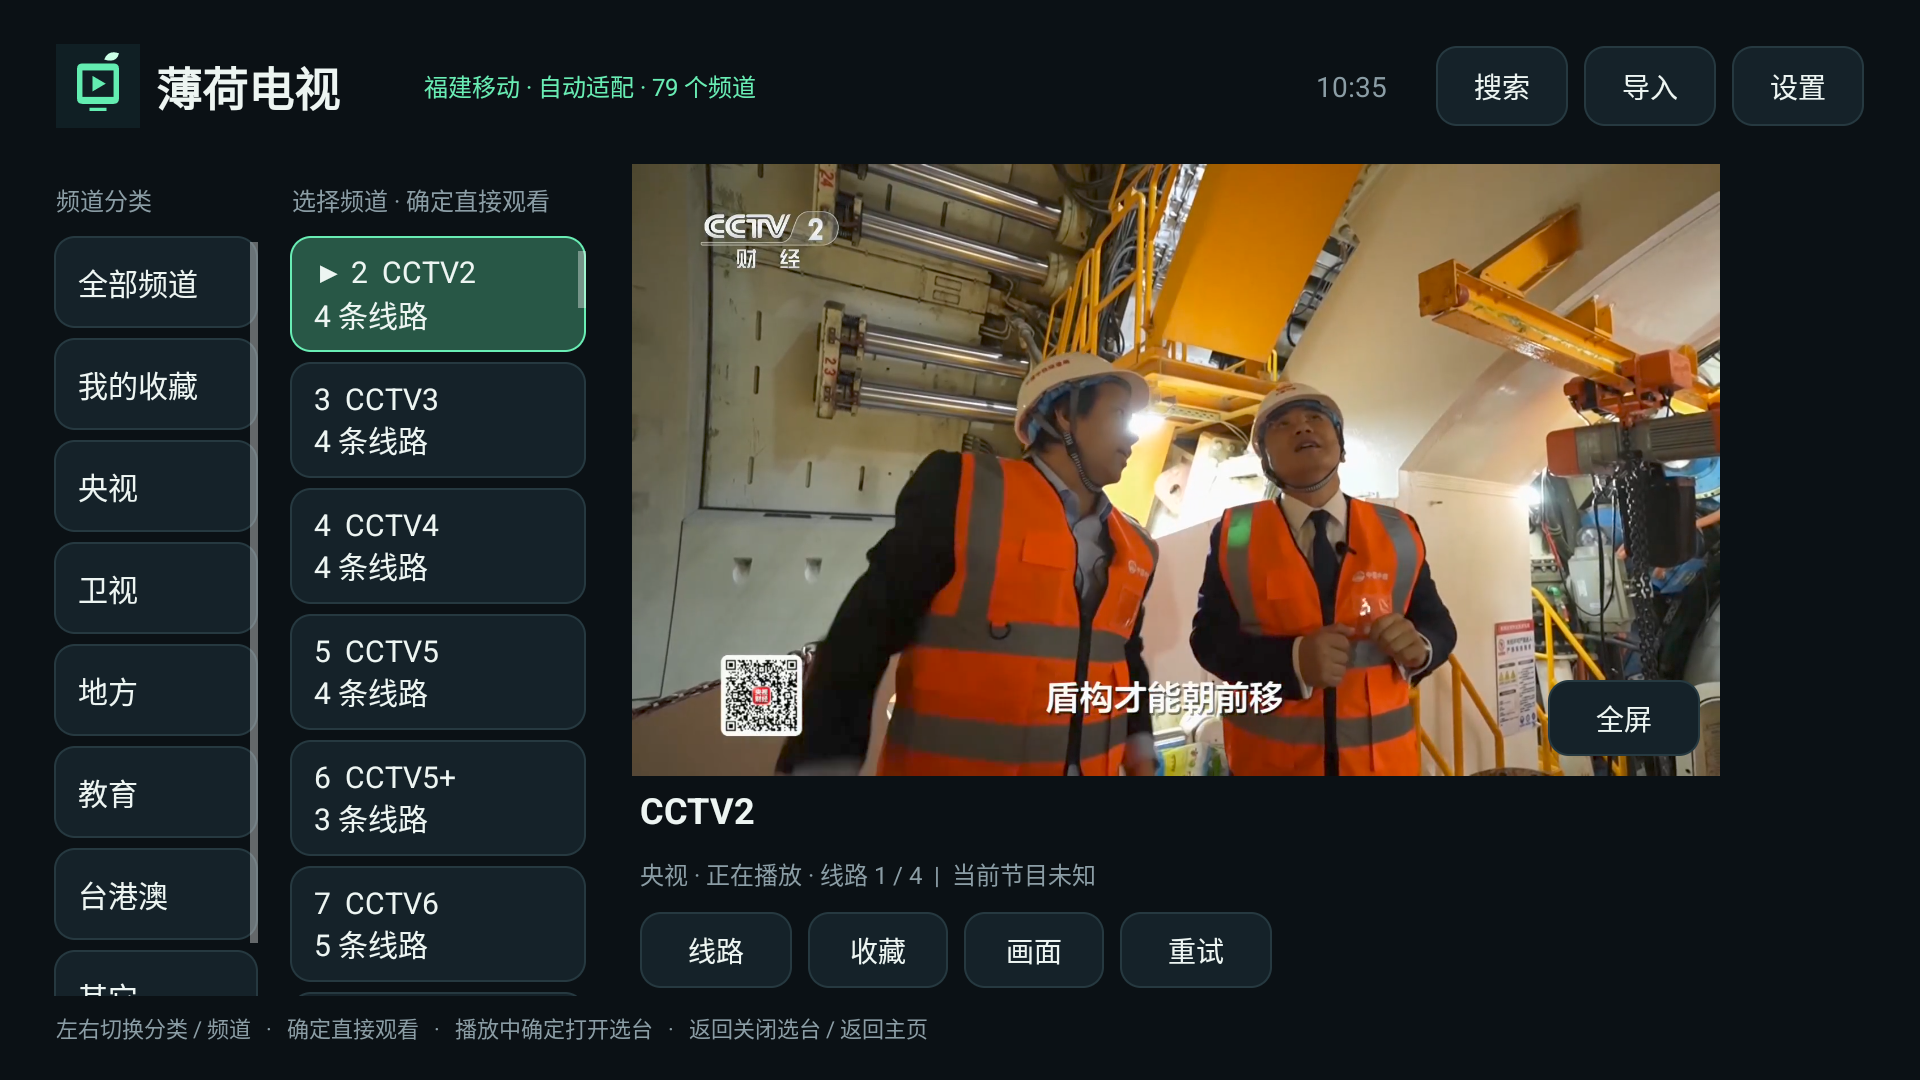 薄荷电视
福建移动 · 自动适配 · 79 个频道
10:35
搜索
导入
设置
频道分类
选择频道 · 确定直接观看
全部频道
我的收藏
央视
卫视
地方
教育
台港澳
其它
▶ 2 CCTV2
4 条线路
3 CCTV3
4 条线路
4 CCTV4
4 条线路
5 CCTV5
4 条线路
6 CCTV5+
3 条线路
7 CCTV6
5 条线路
CCTV 2
财 经
24
23
盾构才能朝前移
全屏
CCTV2
央视 · 正在播放 · 线路 1 / 4 | 当前节目未知
线路
收藏
画面
重试
左右切换分类 / 频道 · 确定直接观看 · 播放中确定打开选台 · 返回关闭选台 / 返回主页